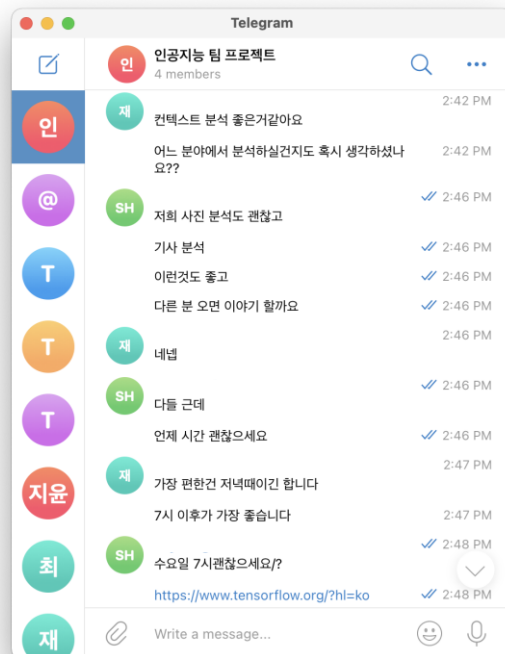 Telegram
인공지능 팀 프로젝트
4 members
인
인
@
T
T
T
지윤
최
재
재
2:42 PM
컨텍스트 분석 좋은거같아요
어느 분야에서 분석하실건지도 혹시 생각하셨나
요??
2:42 PM
SH
2:46 PM
저희 사진 분석도 괜찮고
기사 분석
2:46 PM
이런것도 좋고
2:46 PM
다른 분 오면 이야기 할까요
2:46 PM
재
2:46 PM
네넵
SH
2:46 PM
다들 근데
언제 시간 괜찮으세요
2:46 PM
재
2:47 PM
가장 편한건 저녁때이긴 합니다
7시 이후가 가장 좋습니다
2:47 PM
SH
2:48 PM
수요일 7시괜찮으세요/?
https://www.tensorflow.org/?hl=ko
2:48 PM
Write a message...